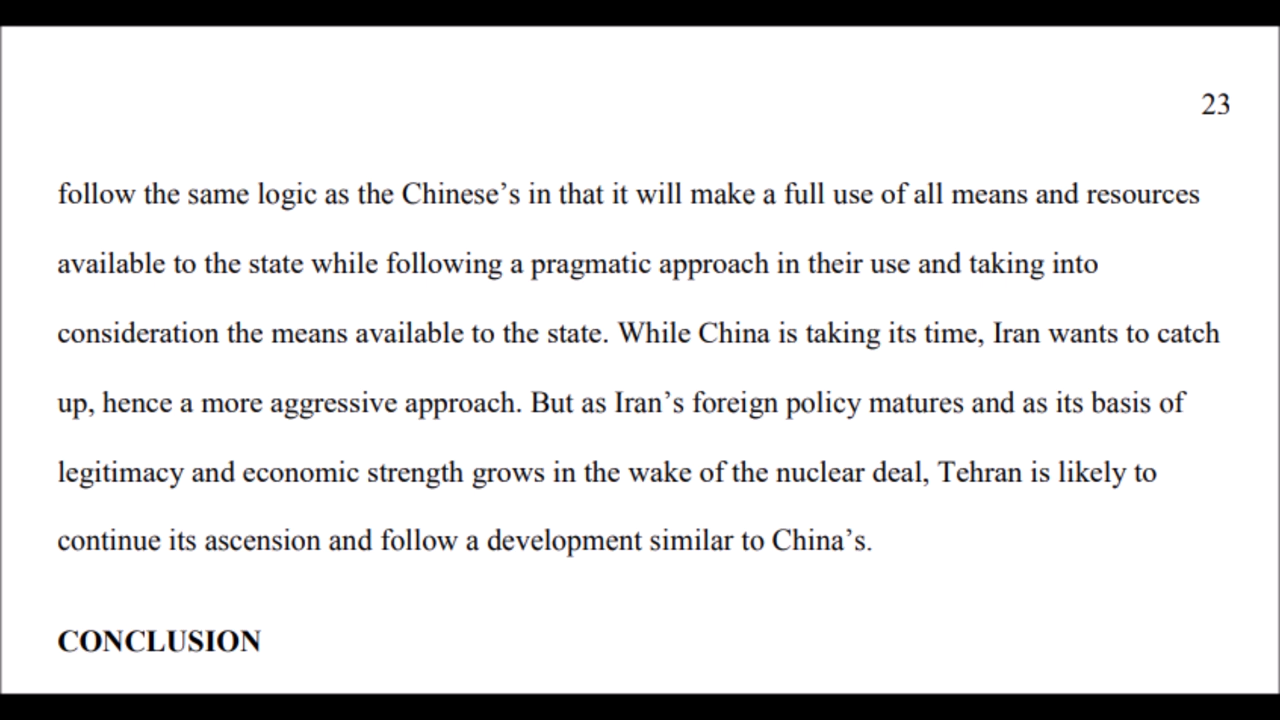 23
follow the same logic as the Chinese’s in that it will make a full use of all means and resources
available to the state while following a pragmatic approach in their use and taking into
consideration the means available to the state. While China is taking its time, Iran wants to catch
up, hence a more aggressive approach. But as Iran’s foreign policy matures and as its basis of
legitimacy and economic strength grows in the wake of the nuclear deal, Tehran is likely to
continue its ascension and follow a development similar to China’s.
CONCLUSION